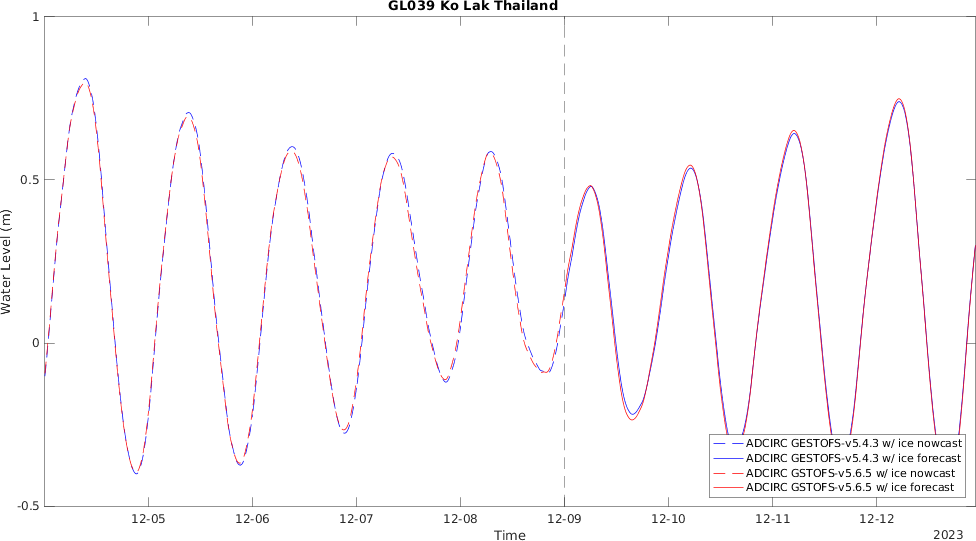 GL039 Ko Lak Thailand
1
0.5
0
-0.5
Water Level (m)
ADCIRC GESTOFS-v5.4.3 w/ ice nowcast
ADCIRC GESTOFS-v5.4.3 w/ ice forecast
ADCIRC GSTOFS-v5.6.5 w/ ice nowcast
ADCIRC GSTOFS-v5.6.5 w/ ice forecast
12-05 12-06 12-07 12-08 12-09 12-10 12-11 12-12
Time
2023